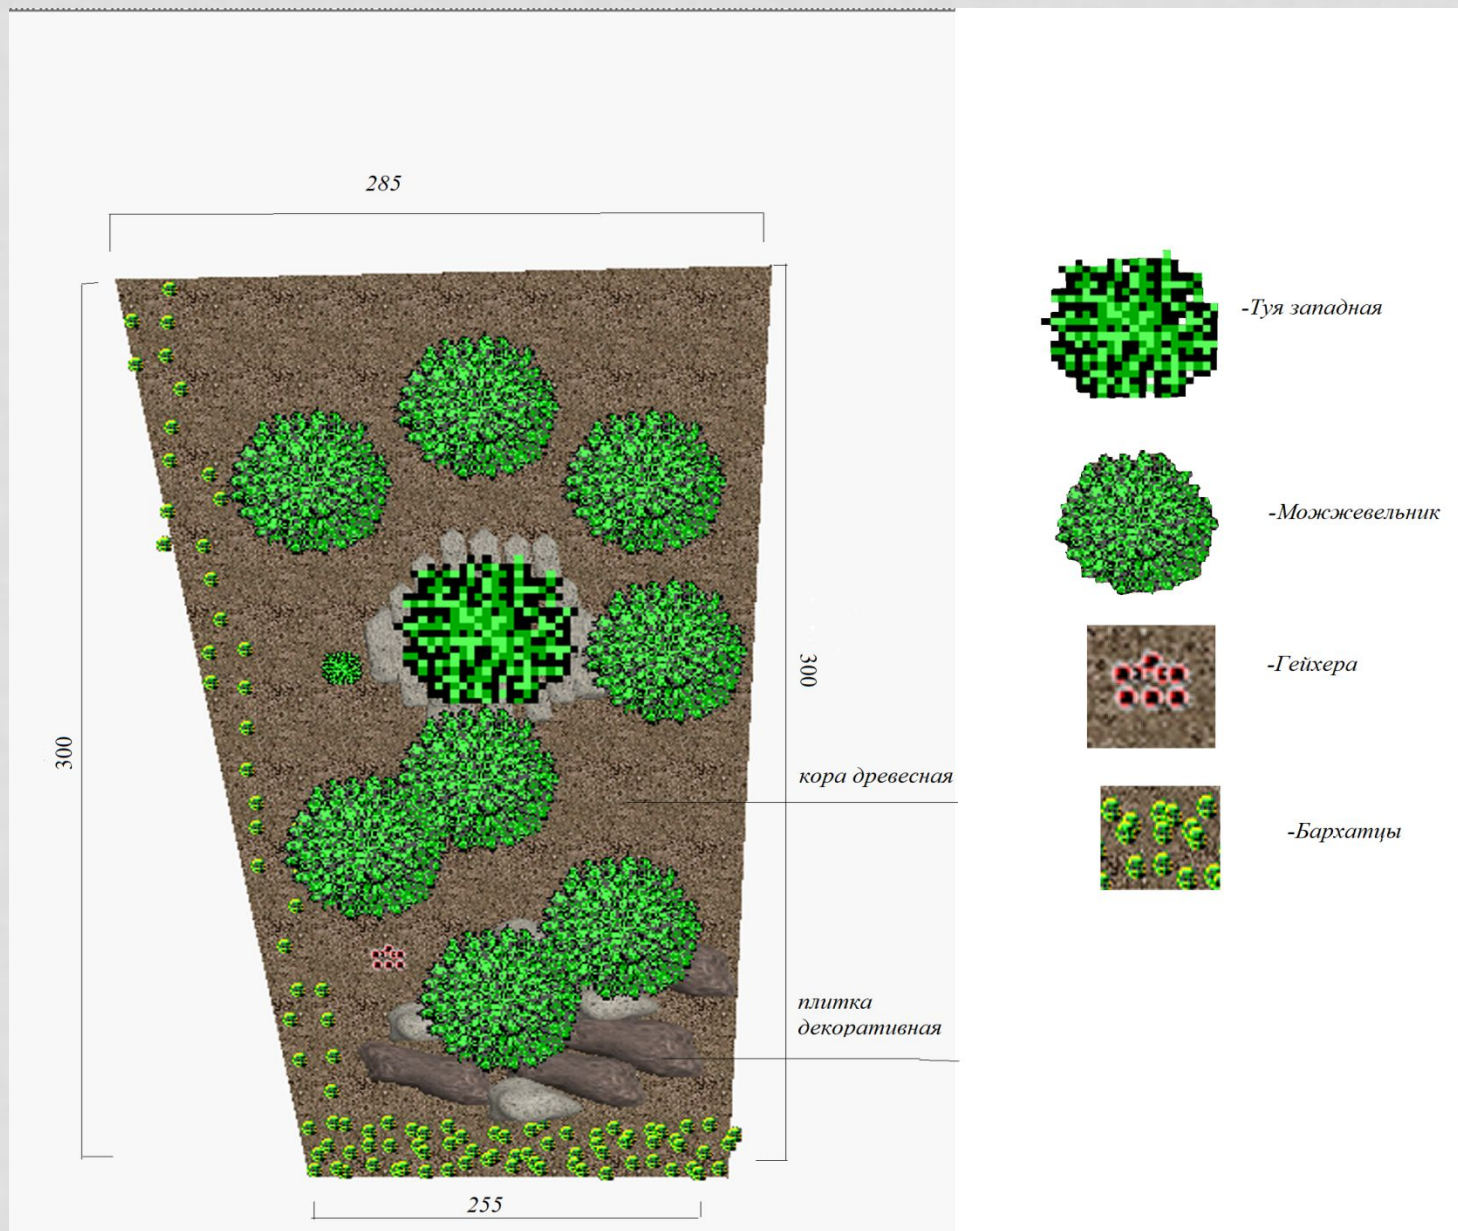 285
-Туя западная
-Можжевельник
-Гейхера
300
300
кора древесная
-Бархатцы
плитка
декоративная
255